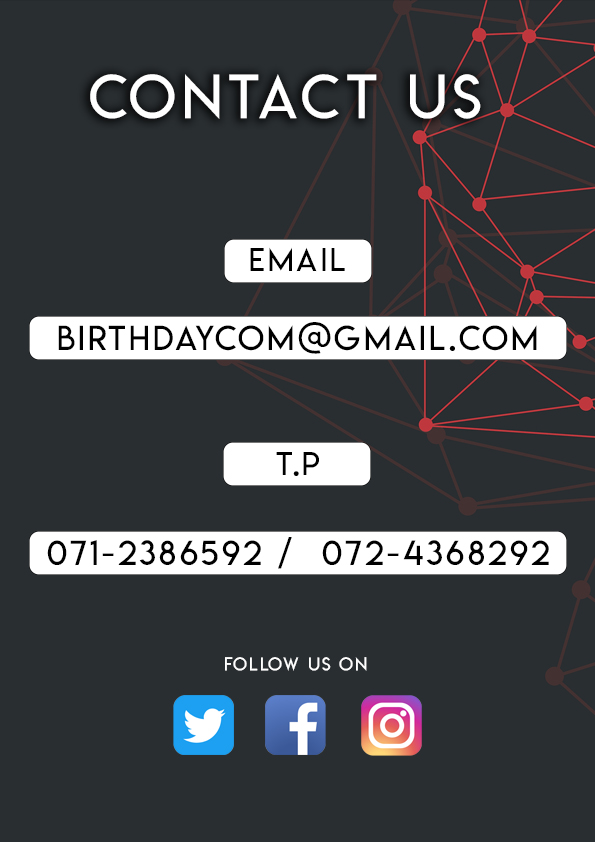 CONTACT US
EMAIL
BIRTHDAYCOM@GMAIL.COM
T.P
071-2386592 / 072-4368292
FOLLOW US ON